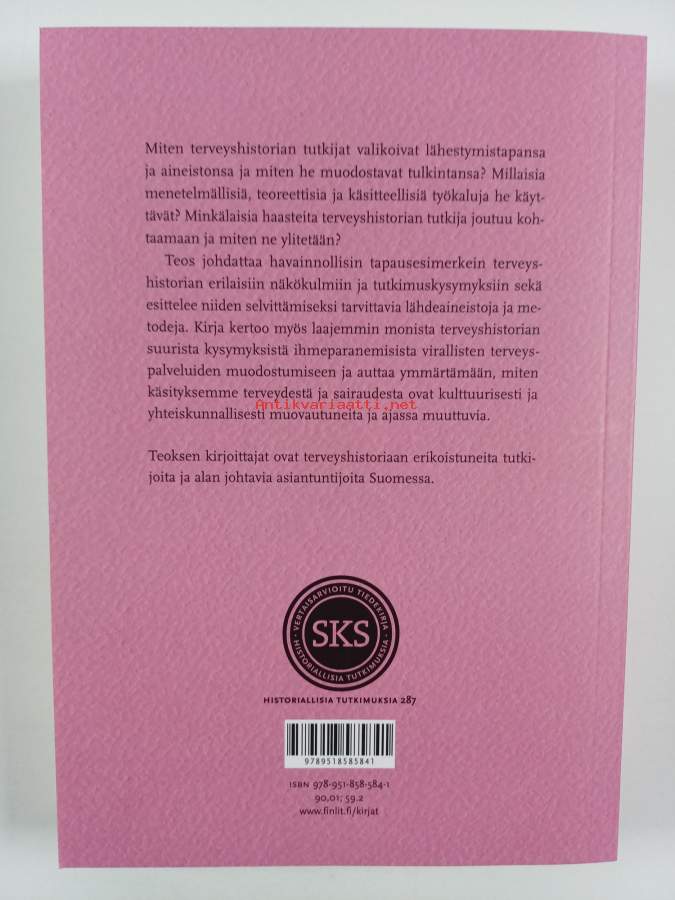 Miten terveyshistorian tutkijat valikoivat lähestymistapansa
ja aineistonsa ja miten he muodostavat tulkintansa? Millaisia
menetelmällisiä, teoreettisia ja käsitteellisiä työkaluja he käyt-
tävät? Minkälaisia haasteita terveyshistorian tutkija joutuu koh-
taamaan ja miten ne ylitetään?
Teos johdattaa havainnollisin tapausesimerkein terveys-
historian erilaisiin näkökulmiin ja tutkimuskysymyksiin sekä
esittelee niiden selvittämiseksi tarvittavia lähdeaineistoja ja me-
todeja. Kirja kertoo myös laajemmin monista terveyshistorian
suurista kysymyksistä ihmeparanemisista virallisten terveys-
palveluiden muodostumiseen ja auttaa ymmärtämään, miten
käsityksemme terveydestä ja sairaudesta ovat kulttuurisesti ja
Antikvariaatti.net
yhteiskunnallisesti muovautuneita ja ajassa muuttuvia.
Teoksen kirjoittajat ovat terveyshistoriaan erikoistuneita tutki-
joita ja alan johtavia asiantuntijoita Suomessa.
VERTAISARVIOITU TIEDEKIRJA
SKS
HISTORIALLISIA TUTKIMUKSIA
HISTORIALLISIA TUTKIMUKSIA 287
9789518585841
ISBN 978-951-858-584-1
90,01; 59.2
www.finlit.fi/kirjat